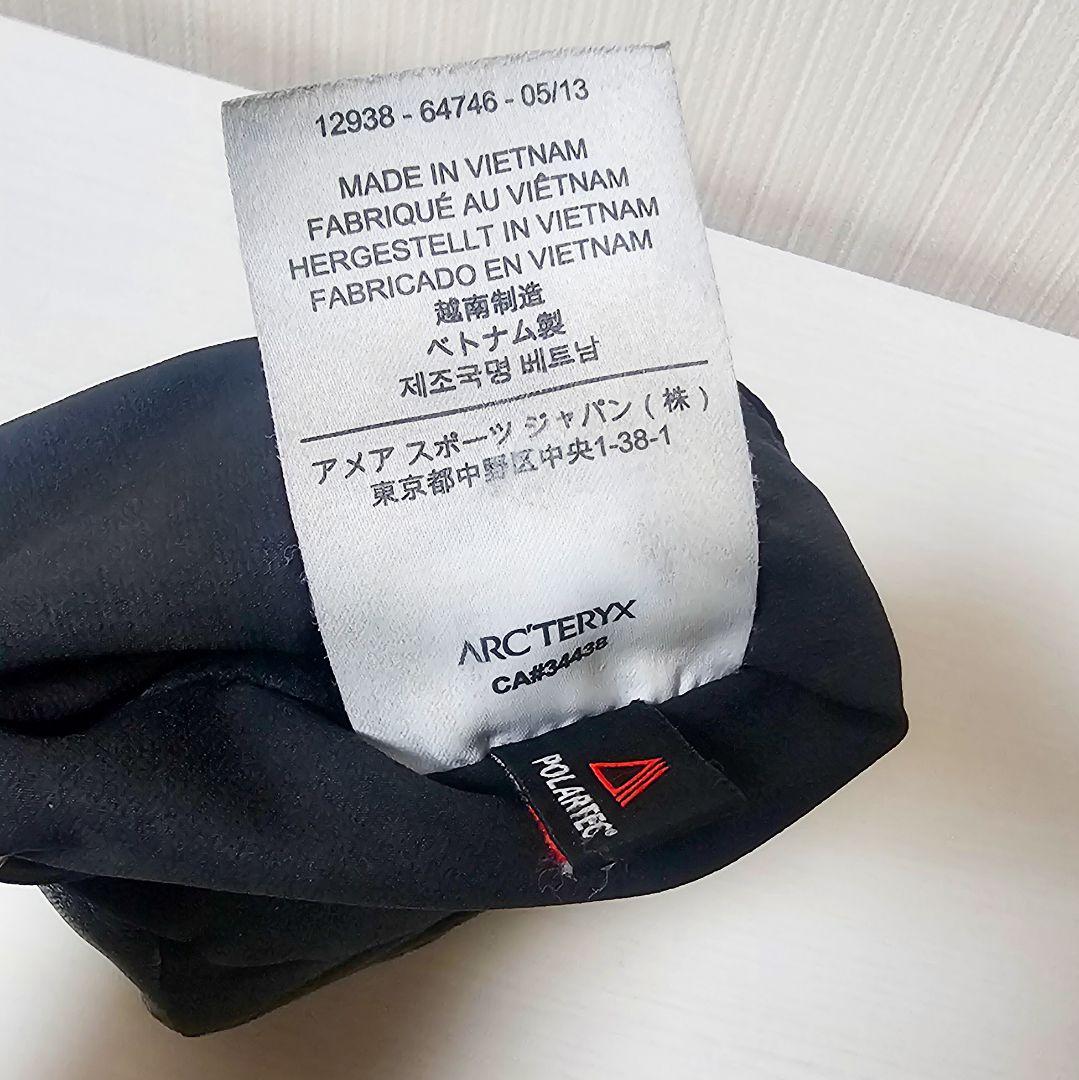 12938 - 64746 - 05/13
MADE IN VIETNAM
FABRIQUÉ AU VIÊTNAM
HERGESTELLT IN VIETNAM
FABRICADO EN VIETNAM
越南制造
ベトナム製
제조국명 베트남
アメア スポーツ ジャパン ( 株 )
東京都中野区中央1-38-1
ARC'TERYX
CA#34438
POLARTEC®